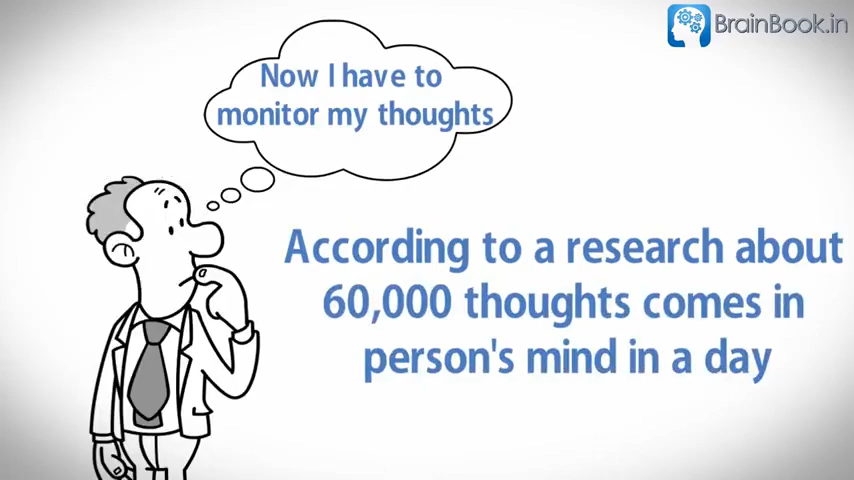 BrainBook.in
Now I have to
monitor my thoughts
According to a research about
60,000 thoughts comes in
person's mind in a day